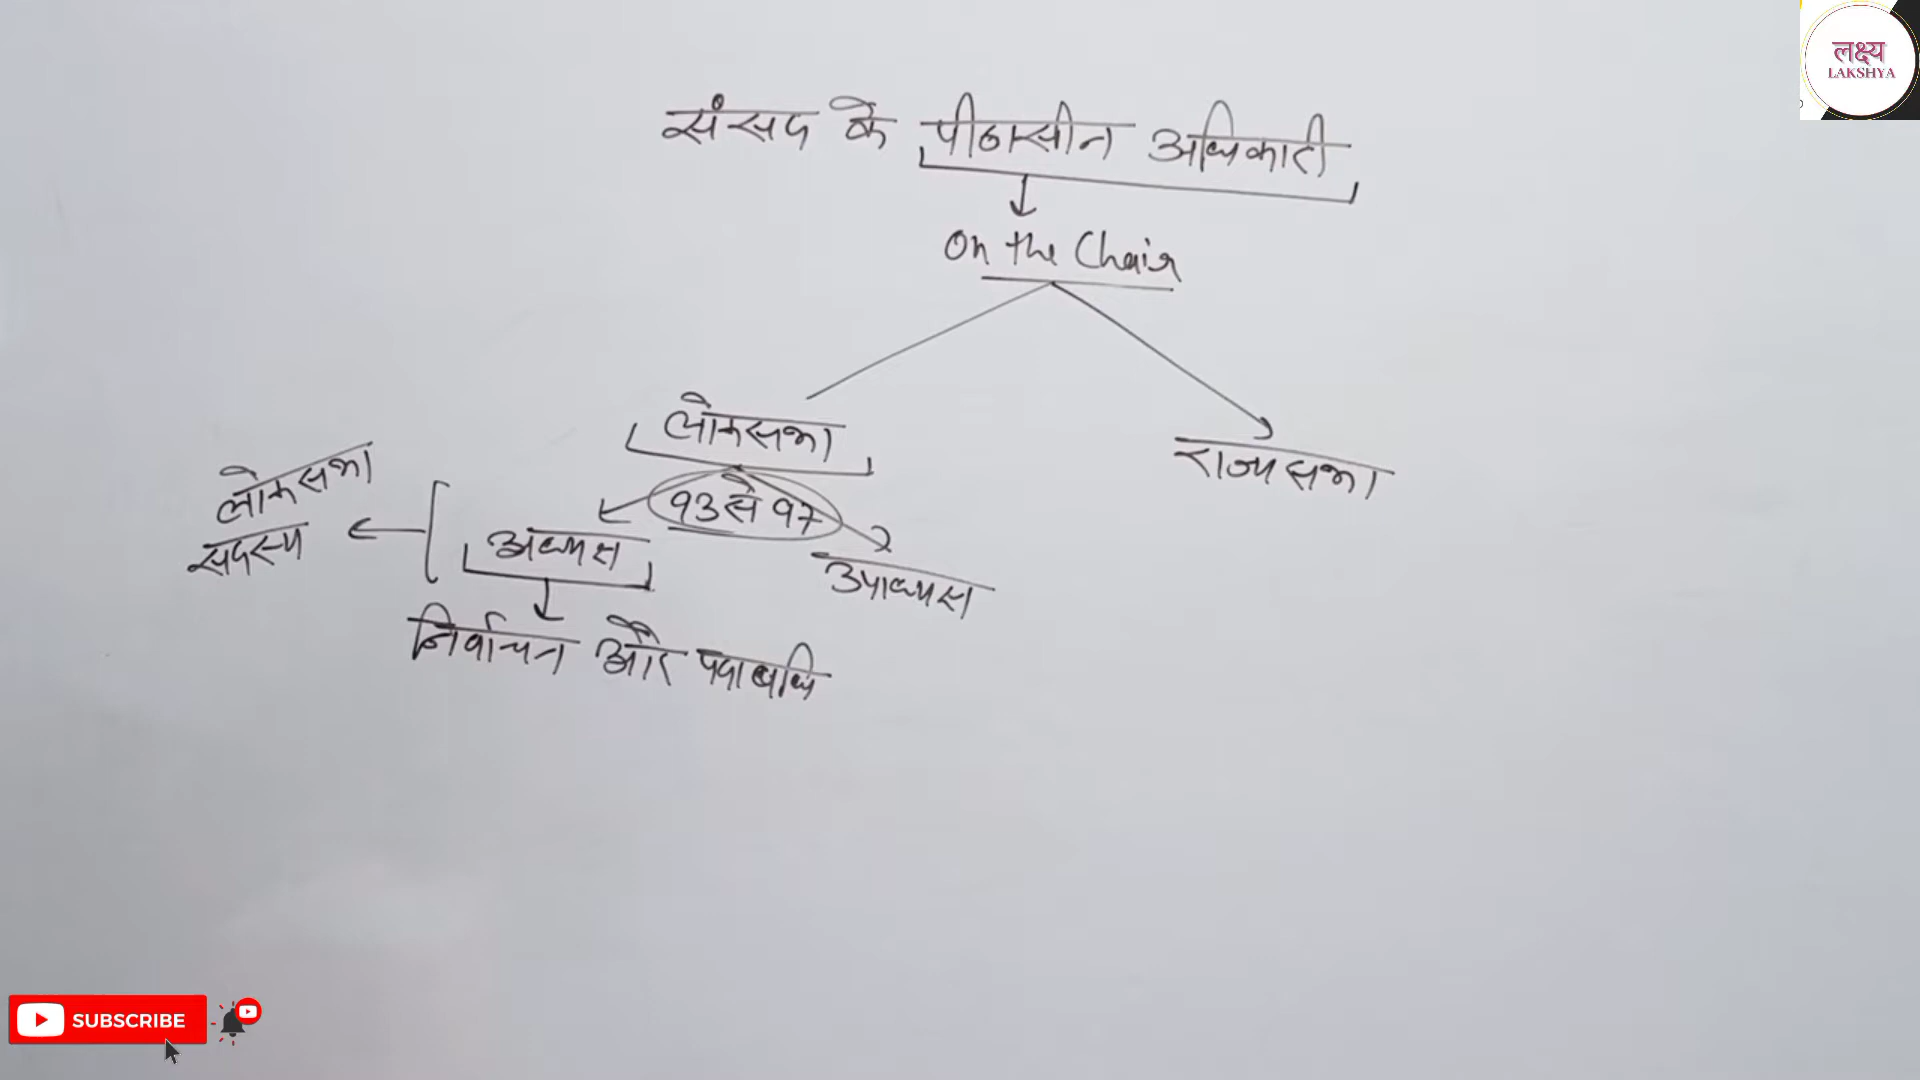 लक्ष्य
LAKSHYA
संसद के पीठासीन अधिकारी
On the Chair
लोकसभा
राज्यसभा
93 से 97
लोकसभा
सदस्य
अध्यक्ष
उपाध्यक्ष
निर्वाचन और पदावधि
SUBSCRIBE